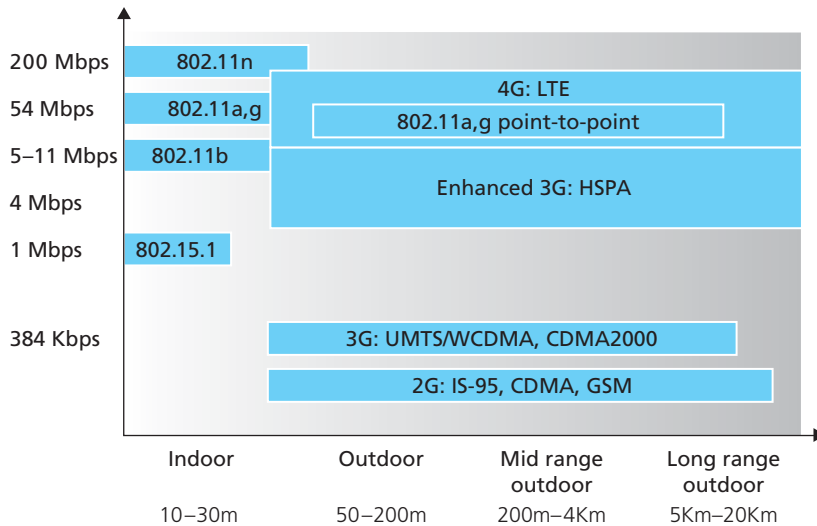 200 Mbps
802.11n
4G: LTE
54 Mbps
802.11a,g
802.11a,g point-to-point
5–11 Mbps
802.11b
Enhanced 3G: HSPA
4 Mbps
1 Mbps
802.15.1
384 Kbps
3G: UMTS/WCDMA, CDMA2000
2G: IS-95, CDMA, GSM
Indoor
Outdoor
Mid range
outdoor
Long range
outdoor
10–30m
50–200m
200m–4Km
5Km–20Km